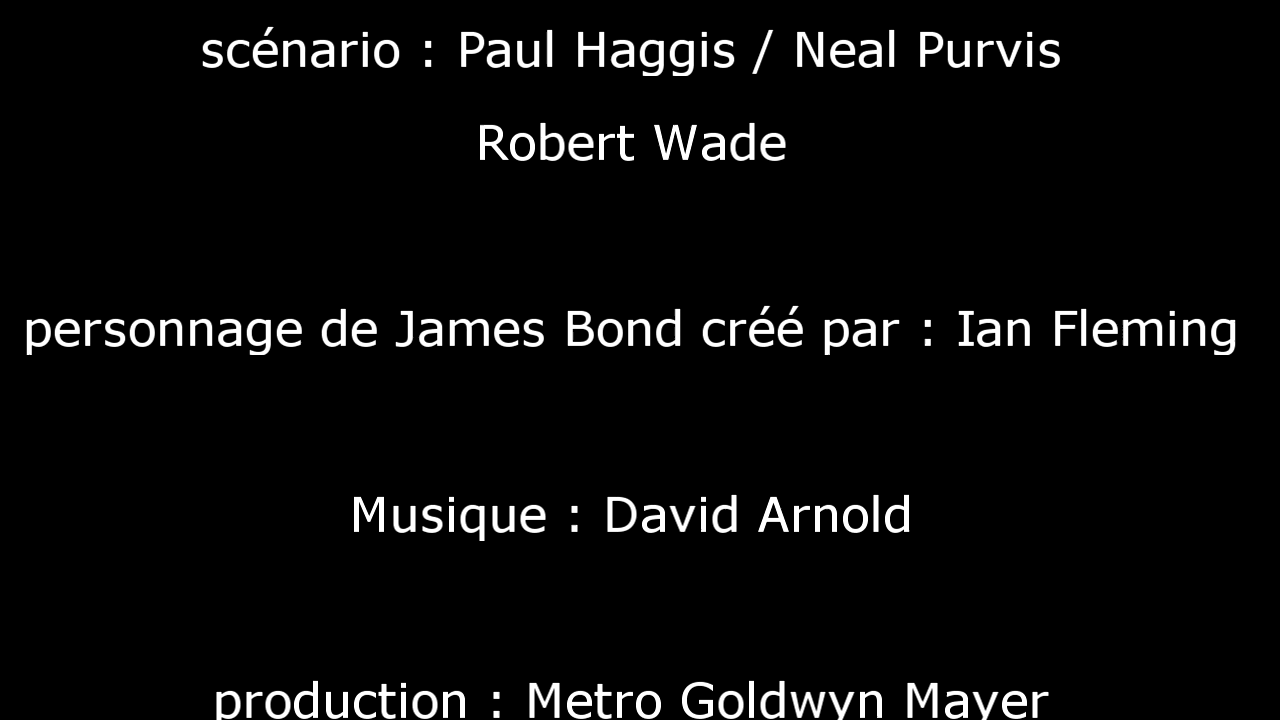 scénario : Paul Haggis / Neal Purvis
Robert Wade
personnage de James Bond créé par : Ian Fleming
Musique : David Arnold
production : Metro Goldwyn Mayer